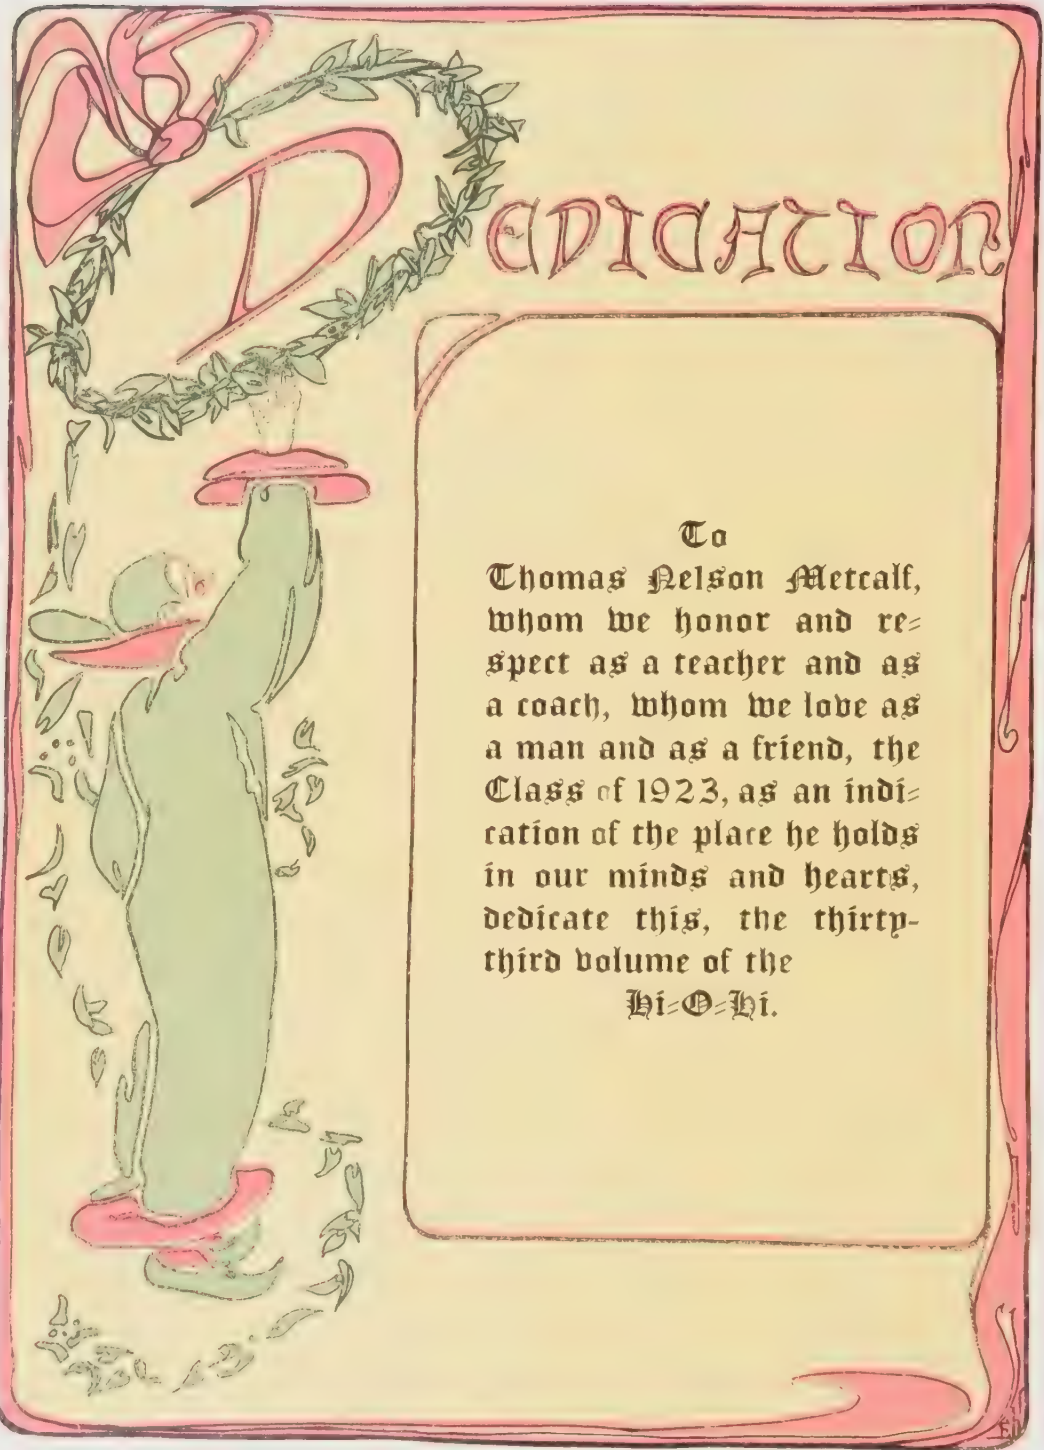 DEDICATION
To
Thomas Nelson Metcalf,
whom we honor and re=
spect as a teacher and as
a coach, whom we love as
a man and as a friend, the
Class of 1923, as an indi=
cation of the place he holds
in our minds and hearts,
dedicate this, the thirty-
third volume of the
Hi=O=Hi.